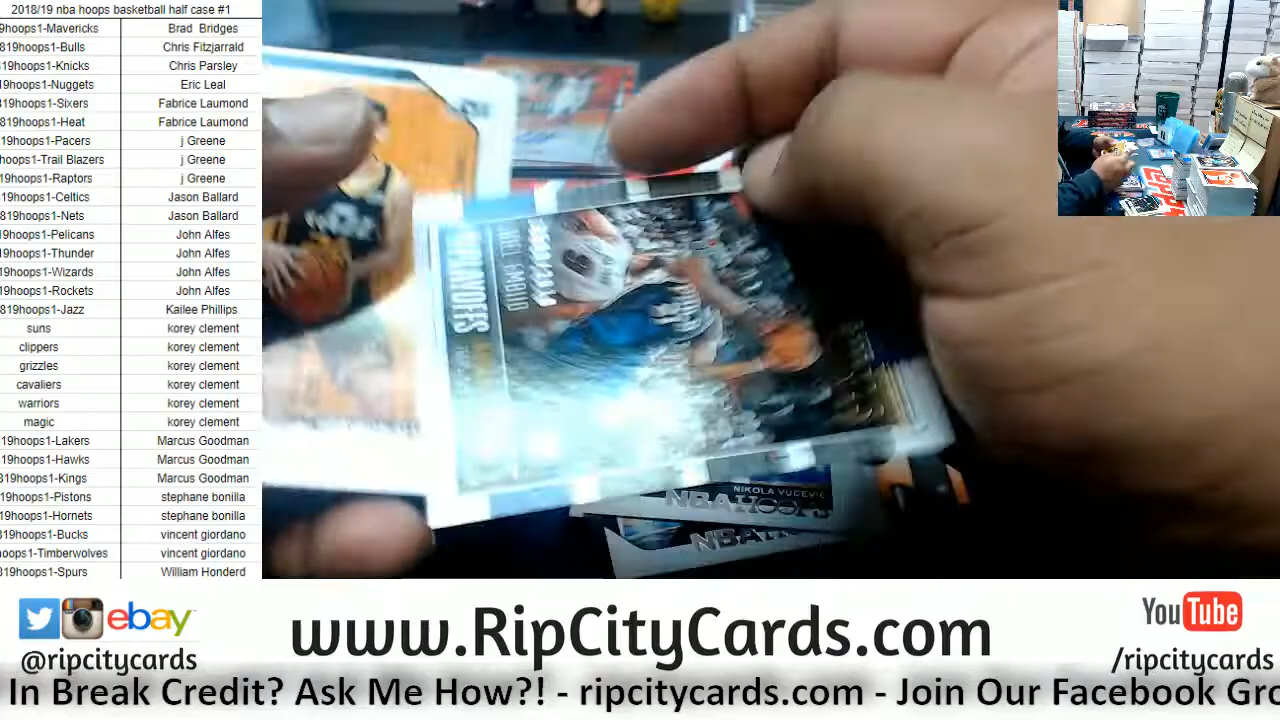 2018/19 nba hoops basketball half case #1
9hoops1-Mavericks Brad Bridges
819hoops1-Bulls Chris Fitzjarrald
819hoops1-Knicks Chris Parsley
19hoops1-Nuggets Eric Leal
819hoops1-Sixers Fabrice Laumond
819hoops1-Heat Fabrice Laumond
19hoops1-Pacers j Greene
hoops1-Trail Blazers j Greene
19hoops1-Raptors j Greene
19hoops1-Celtics Jason Ballard
819hoops1-Nets Jason Ballard
19hoops1-Pelicans John Alfes
19hoops1-Thunder John Alfes
19hoops1-Wizards John Alfes
19hoops1-Rockets John Alfes
819hoops1-Jazz Kailee Phillips
suns korey clement
clippers korey clement
grizzles korey clement
cavaliers korey clement
warriors korey clement
magic korey clement
19hoops1-Lakers Marcus Goodman
19hoops1-Hawks Marcus Goodman
819hoops1-Kings Marcus Goodman
19hoops1-Pistons stephane bonilla
19hoops1-Hornets stephane bonilla
819hoops1-Bucks vincent giordano
hoops1-Timberwolves vincent giordano
819hoops1-Spurs William Honderd
PLAYOFFS
JOEL EMBIID
NIKOLA VUCEVIC
NBA HOOPS
NBA
ebay
@ripcitycards
www.RipCityCards.com
YouTube
/ripcitycards
In Break Credit? Ask Me How?! - ripcitycards.com - Join Our Facebook Gro